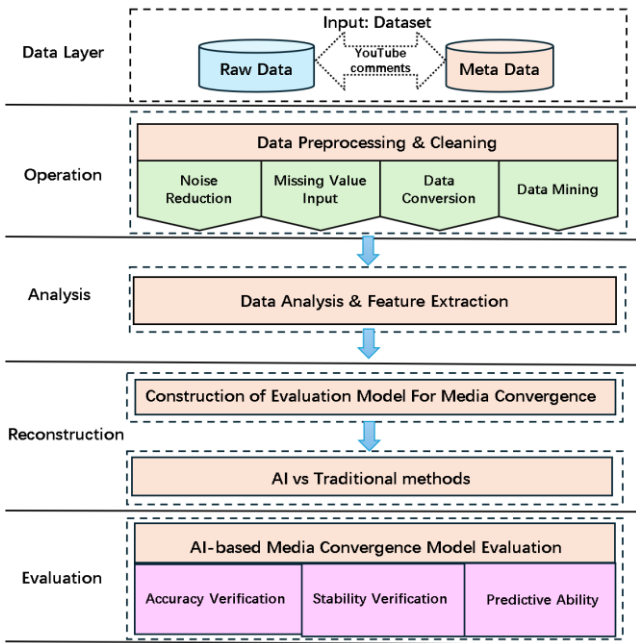 Input: Dataset
Data Layer
Raw Data
YouTube
comments
Meta Data
Operation
Data Preprocessing & Cleaning
Noise
Reduction
Missing Value
Input
Data
Conversion
Data Mining
Analysis
Data Analysis & Feature Extraction
Reconstruction
Construction of Evaluation Model For Media Convergence
AI vs Traditional methods
Evaluation
AI-based Media Convergence Model Evaluation
Accuracy Verification
Stability Verification
Predictive Ability